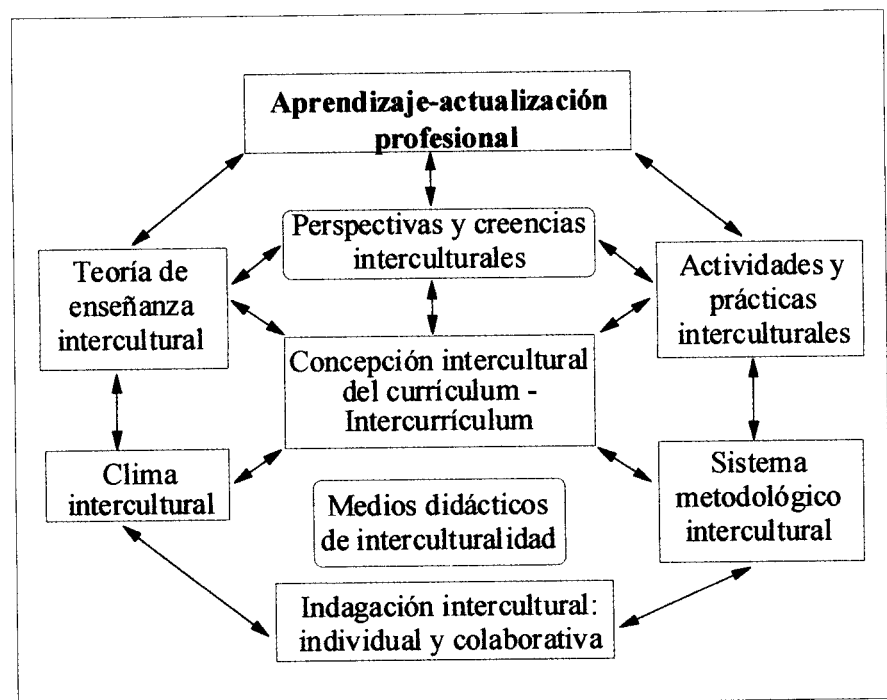 Aprendizaje-actualización
profesional
Perspectivas y creencias
interculturales
Teoría de
enseñanza
intercultural
Actividades y
prácticas
interculturales
Concepción intercultural
del currículum -
Intercurrículum
Clima
intercultural
Sistema
metodológico
intercultural
Medios didácticos
de interculturalidad
Indagación intercultural:
individual y colaborativa